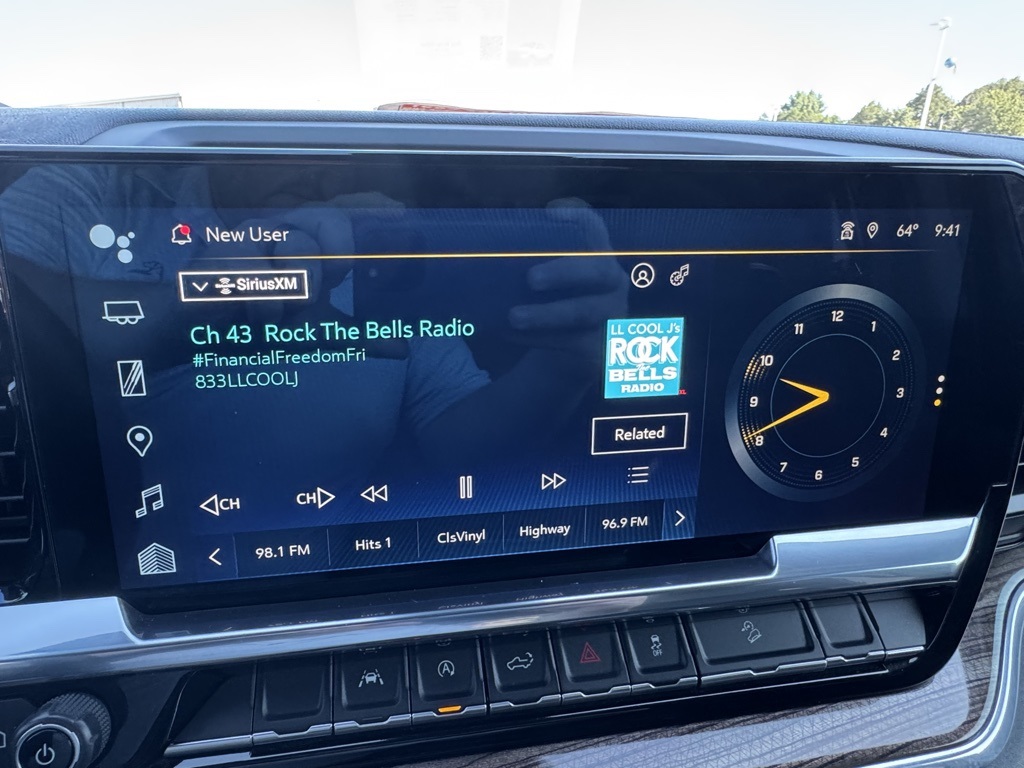 New User
64° 9:41
SiriusXM
Ch 43 Rock The Bells Radio
#FinancialFreedomFri
833LLCOOLJ
LL COOL J's
ROCK
THE
BELLS
RADIO
XL
Related
CH
CH
98.1 FM
Hits 1
ClsVinyl
Highway
96.9 FM
12
1
2
3
4
5
6
7
8
9
10
11
A
OFF